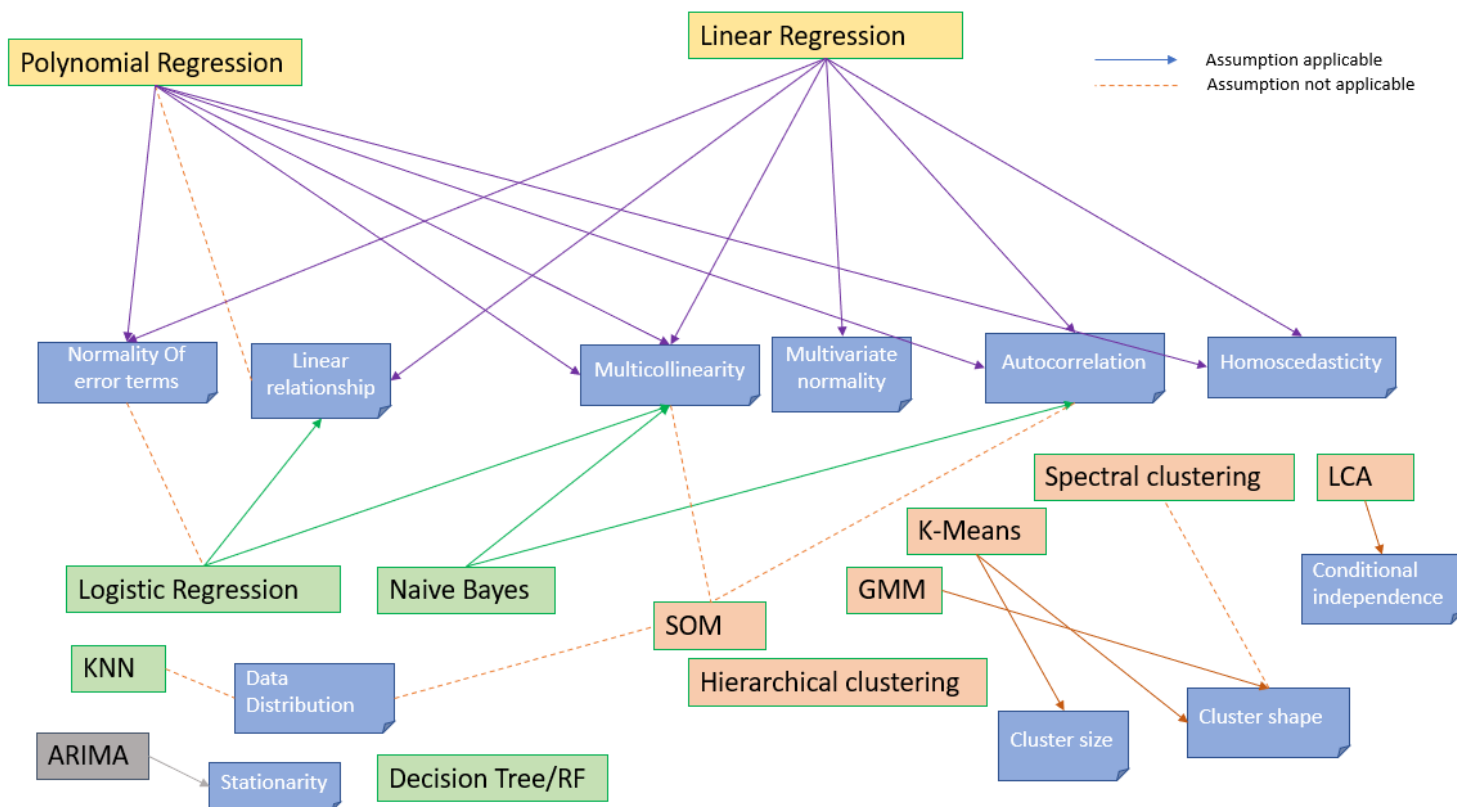 Polynomial Regression
Linear Regression
Assumption applicable
Assumption not applicable
Normality Of
error terms
Linear
relationship
Multicollinearity
Multivariate
normality
Autocorrelation
Homoscedasticity
Spectral clustering
LCA
K-Means
Conditional
independence
Logistic Regression
Naive Bayes
GMM
SOM
KNN
Data
Distribution
Hierarchical clustering
Cluster size
Cluster shape
ARIMA
Stationarity
Decision Tree/RF